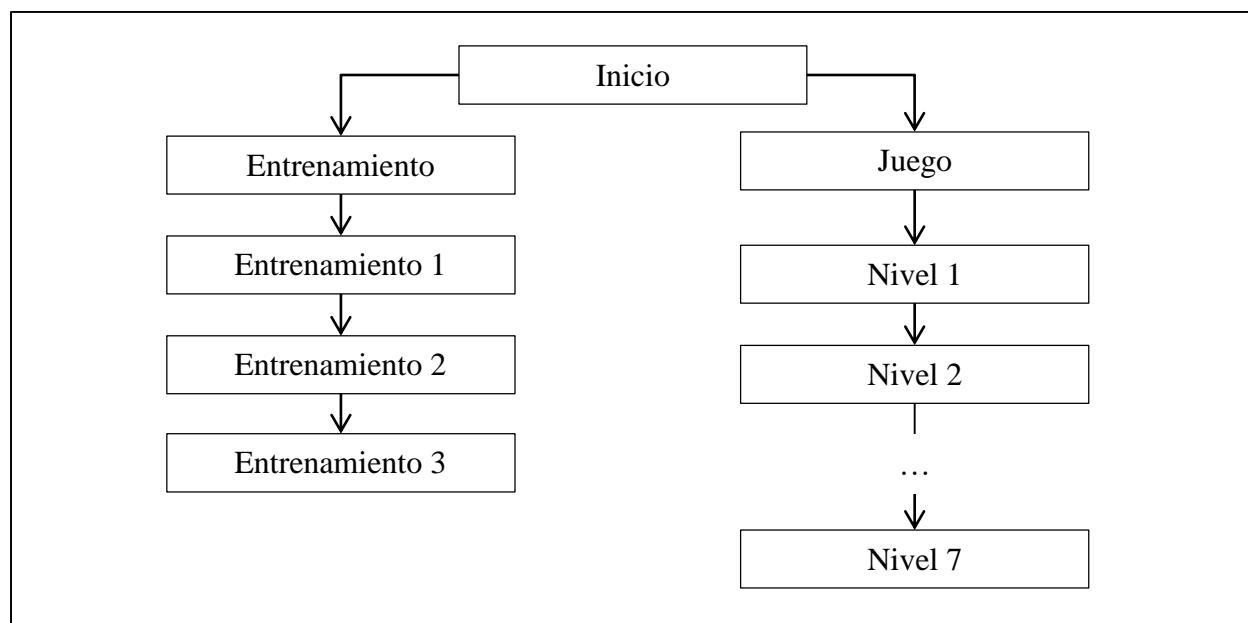 Inicio
Entrenamiento
Entrenamiento 1
Entrenamiento 2
Entrenamiento 3
Juego
Nivel 1
Nivel 2
…
Nivel 7